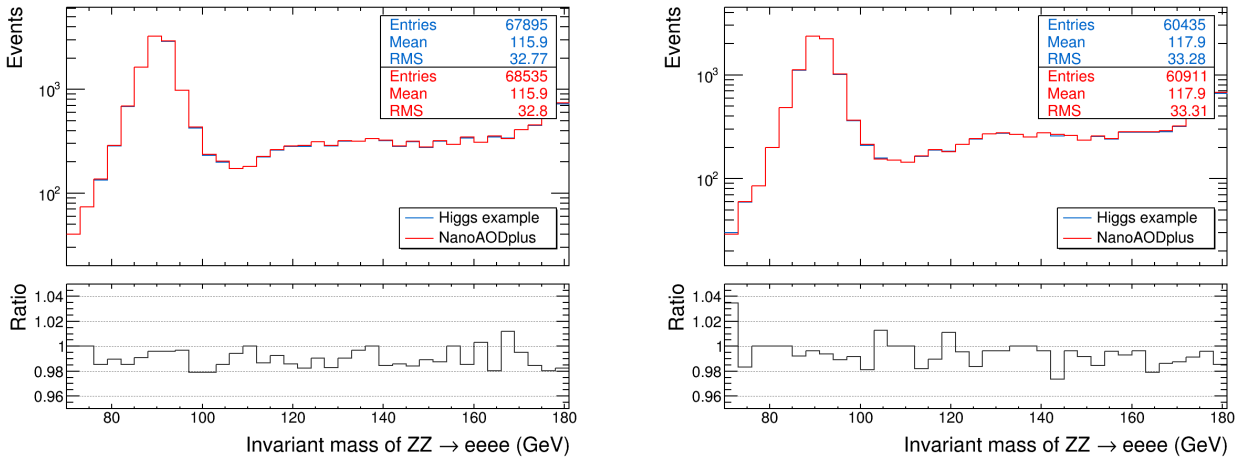 Events
10³
10²
Entries 67895
Mean 115.9
RMS 32.77
Entries 68535
Mean 115.9
RMS 32.8
Higgs example
NanoAODplus
Ratio
1.04
1.02
1
0.98
0.96
80 100 120 140 160 180
Invariant mass of ZZ → eeee (GeV)
Events
10³
10²
Entries 60435
Mean 117.9
RMS 33.28
Entries 60911
Mean 117.9
RMS 33.31
Higgs example
NanoAODplus
Ratio
1.04
1.02
1
0.98
0.96
80 100 120 140 160 180
Invariant mass of ZZ → eeee (GeV)